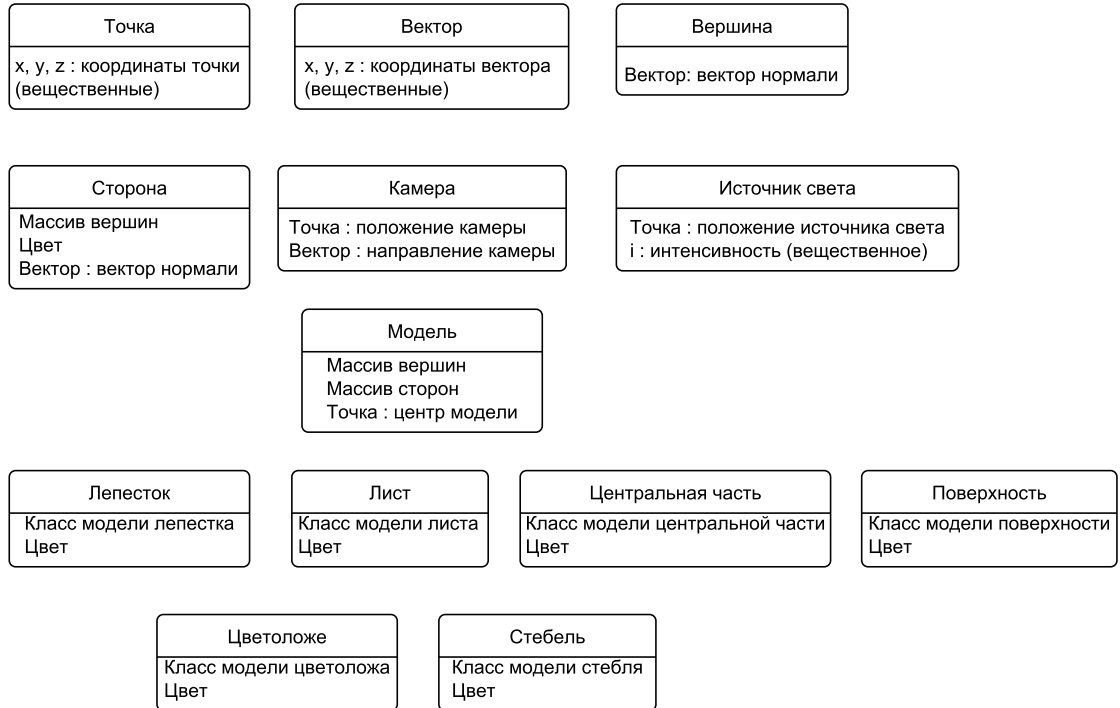 Точка
x, y, z : координаты точки
(вещественные)
Вектор
x, y, z : координаты вектора
(вещественные)
Вершина
Вектор: вектор нормали
Сторона
Массив вершин
Цвет
Вектор : вектор нормали
Камера
Точка : положение камеры
Вектор : направление камеры
Источник света
Точка : положение источника света
i : интенсивность (вещественное)
Модель
Массив вершин
Массив сторон
Точка : центр модели
Лепесток
Класс модели лепестка
Цвет
Лист
Класс модели листа
Цвет
Центральная часть
Класс модели центральной части
Цвет
Поверхность
Класс модели поверхности
Цвет
Цветоложе
Класс модели цветоложа
Цвет
Стебель
Класс модели стебля
Цвет